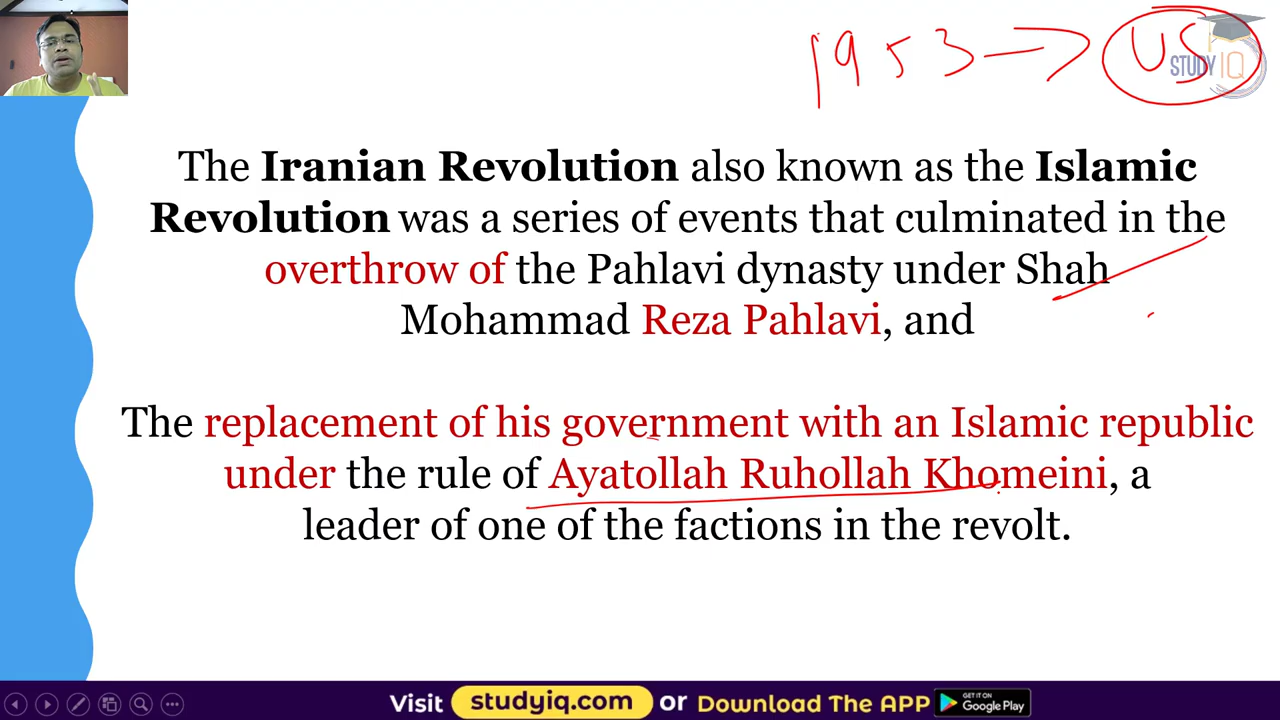 1953 → US
STUDY IQ
The Iranian Revolution also known as the Islamic
Revolution was a series of events that culminated in the
overthrow of the Pahlavi dynasty under Shah
Mohammad Reza Pahlavi, and
The replacement of his government with an Islamic republic
under the rule of Ayatollah Ruhollah Khomeini, a
leader of one of the factions in the revolt.
Visit studyiq.com or Download The APP GET IT ON Google Play